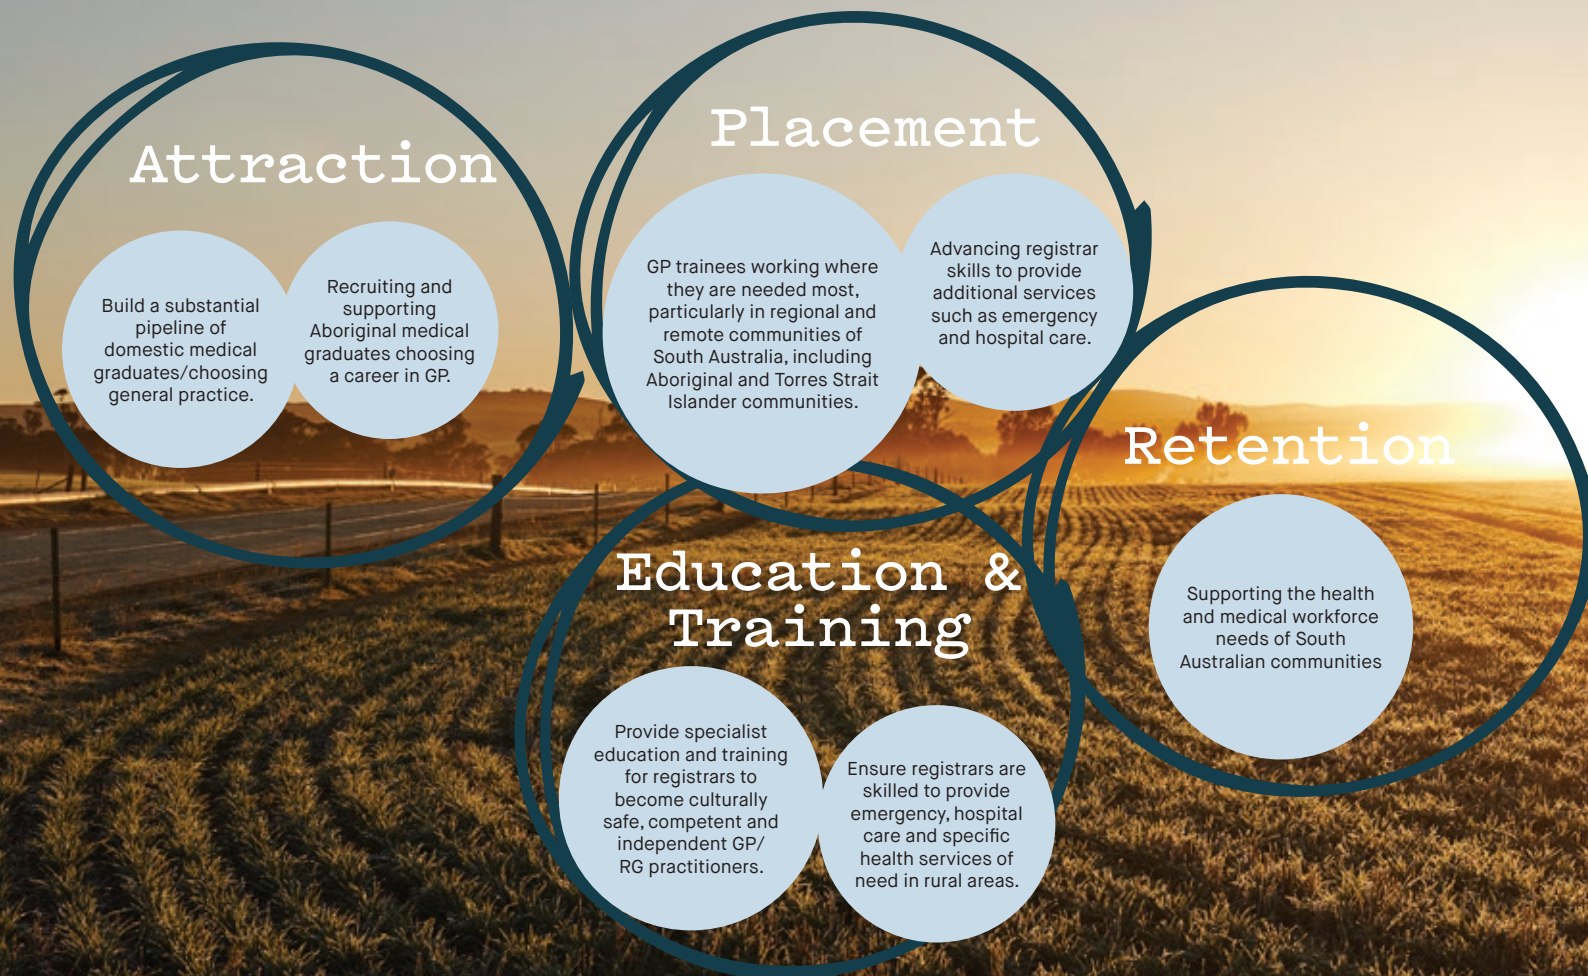 Attraction
Build a substantial
pipeline of
domestic medical
graduates/choosing
general practice.
Recruiting and
supporting
Aboriginal medical
graduates choosing
a career in GP.
Placement
GP trainees working where
they are needed most,
particularly in regional and
remote communities of
South Australia, including
Aboriginal and Torres Strait
Islander communities.
Advancing registrar
skills to provide
additional services
such as emergency
and hospital care.
Education &
Training
Provide specialist
education and training
for registrars to
become culturally
safe, competent and
independent GP/
RG practitioners.
Ensure registrars are
skilled to provide
emergency, hospital
care and specific
health services of
need in rural areas.
Retention
Supporting the health
and medical workforce
needs of South
Australian communities